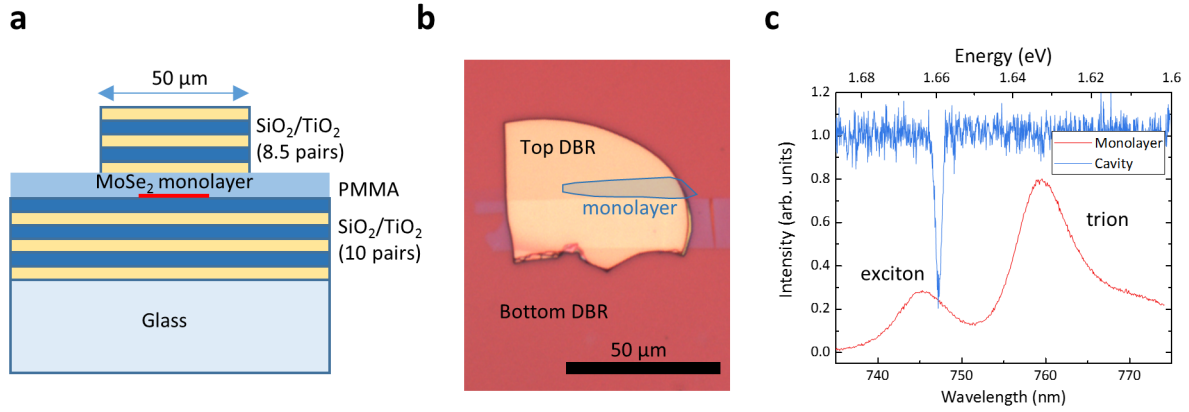 a
50 μm
SiO₂/TiO₂
(8.5 pairs)
MoSe₂ monolayer
PMMA
SiO₂/TiO₂
(10 pairs)
Glass
b
Top DBR
monolayer
Bottom DBR
50 μm
c
Energy (eV)
1.68 1.66 1.64 1.62 1.6
1.2
1.0
0.8
0.6
0.4
0.2
0.0
Intensity (arb. units)
Monolayer
Cavity
exciton
trion
740 750 760 770
Wavelength (nm)